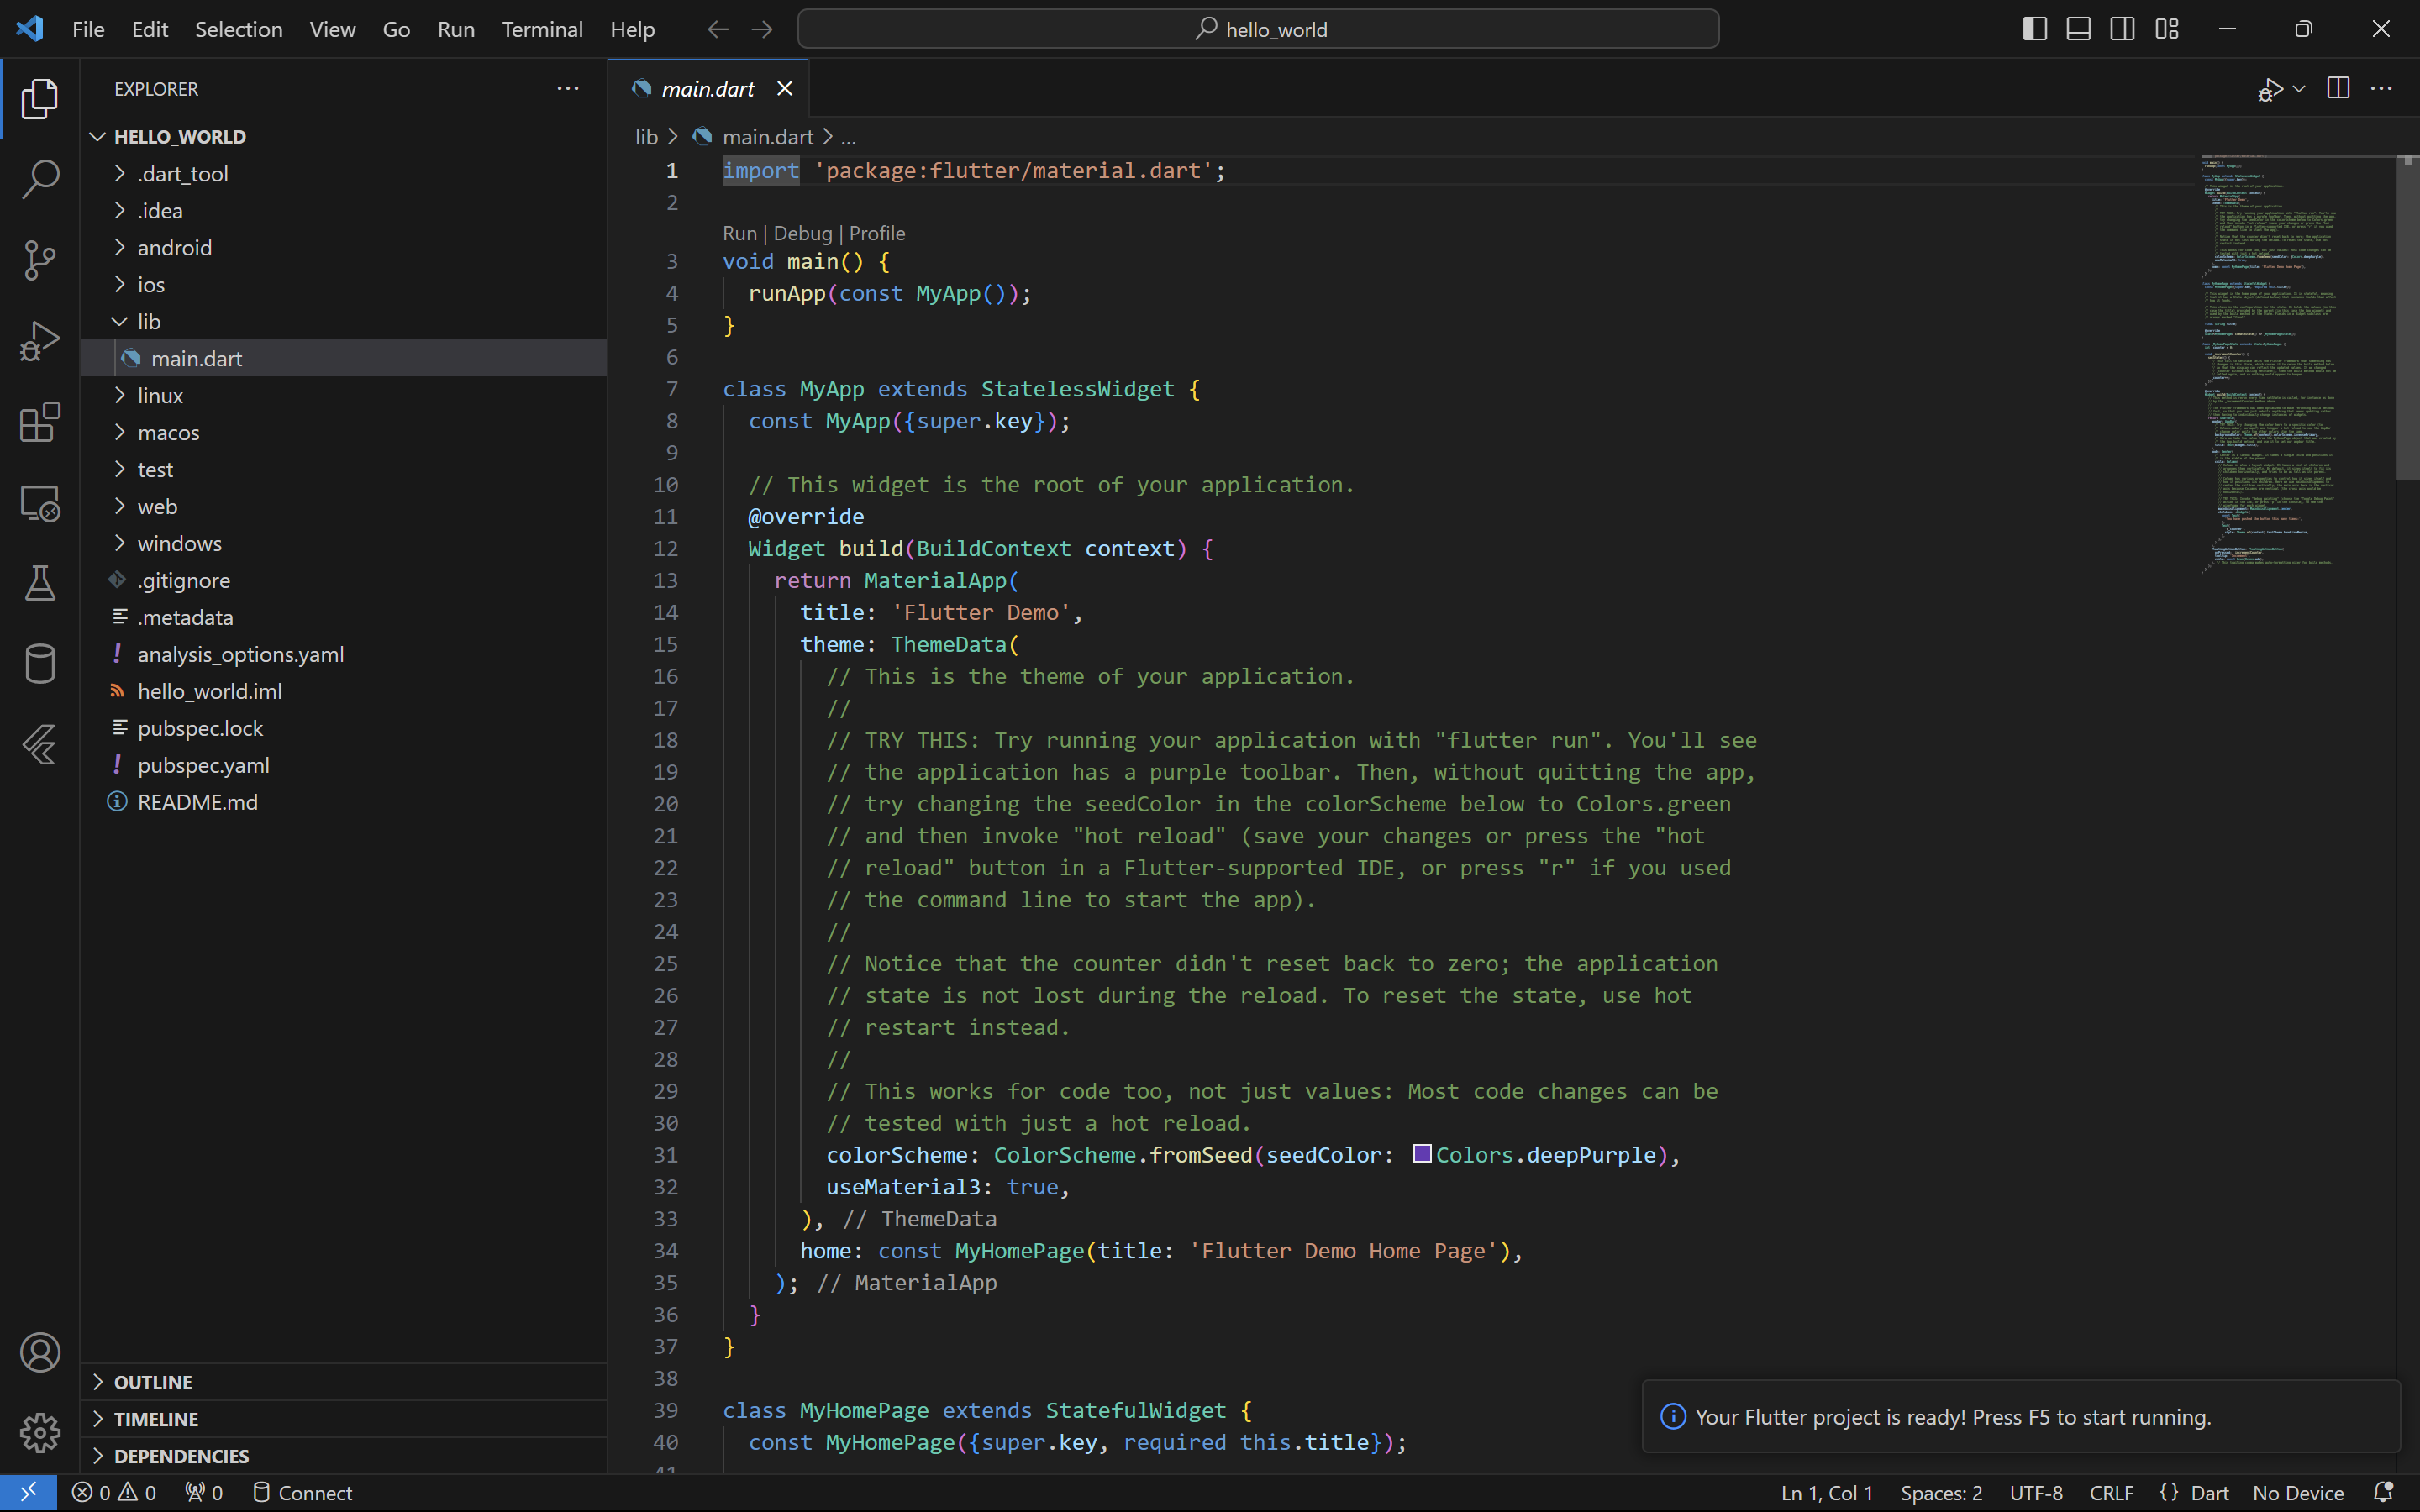 File Edit Selection View Go Run Terminal Help
hello_world
EXPLORER
HELLO_WORLD
.dart_tool
.idea
android
ios
lib
main.dart
linux
macos
test
web
windows
.gitignore
.metadata
! analysis_options.yaml
hello_world.iml
pubspec.lock
! pubspec.yaml
README.md
OUTLINE
TIMELINE
DEPENDENCIES
main.dart
lib > main.dart > ...
1 import 'package:flutter/material.dart';
2
Run | Debug | Profile
3 void main() {
4 runApp(const MyApp());
5 }
6
7 class MyApp extends StatelessWidget {
8 const MyApp({super.key});
9
10 // This widget is the root of your application.
11 @override
12 Widget build(BuildContext context) {
13 return MaterialApp(
14 title: 'Flutter Demo',
15 theme: ThemeData(
16 // This is the theme of your application.
17 //
18 // TRY THIS: Try running your application with "flutter run". You'll see
19 // the application has a purple toolbar. Then, without quitting the app,
20 // try changing the seedColor in the colorScheme below to Colors.green
21 // and then invoke "hot reload" (save your changes or press the "hot
22 // reload" button in a Flutter-supported IDE, or press "r" if you used
23 // the command line to start the app).
24 //
25 // Notice that the counter didn't reset back to zero; the application
26 // state is not lost during the reload. To reset the state, use hot
27 // restart instead.
28 //
29 // This works for code too, not just values: Most code changes can be
30 // tested with just a hot reload.
31 colorScheme: ColorScheme.fromSeed(seedColor: Colors.deepPurple),
32 useMaterial3: true,
33 ), // ThemeData
34 home: const MyHomePage(title: 'Flutter Demo Home Page'),
35 ); // MaterialApp
36 }
37 }
38
39 class MyHomePage extends StatefulWidget {
40 const MyHomePage({super.key, required this.title});
41
Your Flutter project is ready! Press F5 to start running.
0 0 0 Connect
Ln 1, Col 1 Spaces: 2 UTF-8 CRLF {} Dart No Device